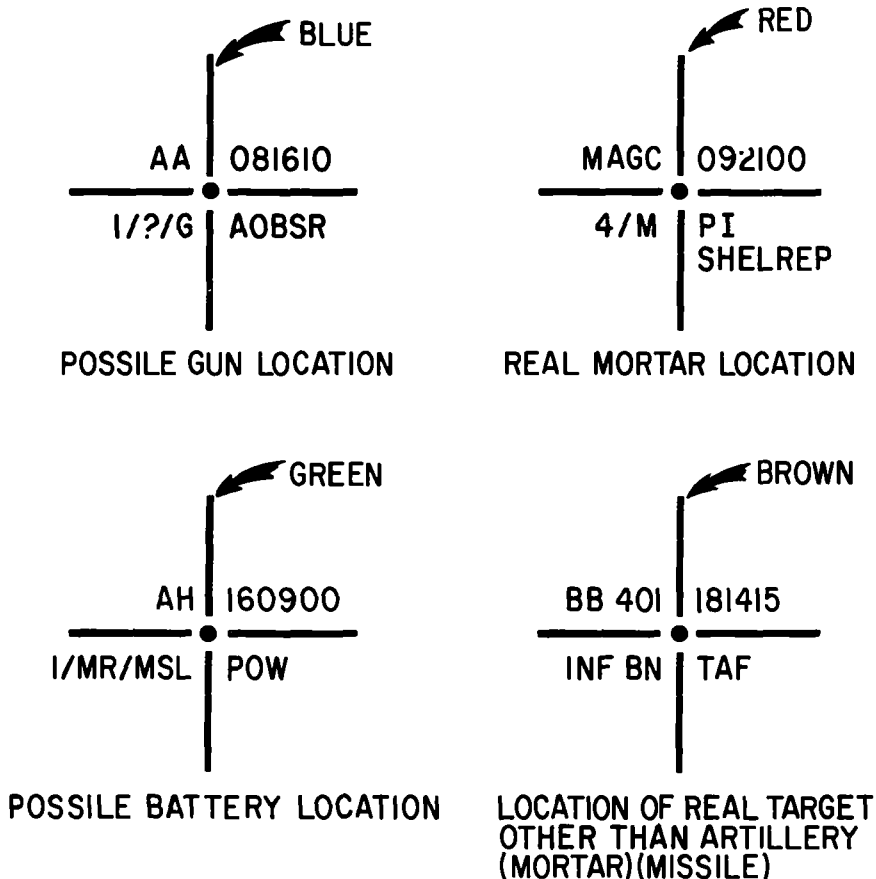 BLUE
AA 081610
1/?/G AOBSR
POSSILE GUN LOCATION
RED
MAGC 092100
4/M PI
SHELREP
REAL MORTAR LOCATION
GREEN
AH 160900
1/MR/MSL POW
POSSILE BATTERY LOCATION
BROWN
BB 401 181415
INF BN TAF
LOCATION OF REAL TARGET
OTHER THAN ARTILLERY
(MORTAR)(MISSILE)